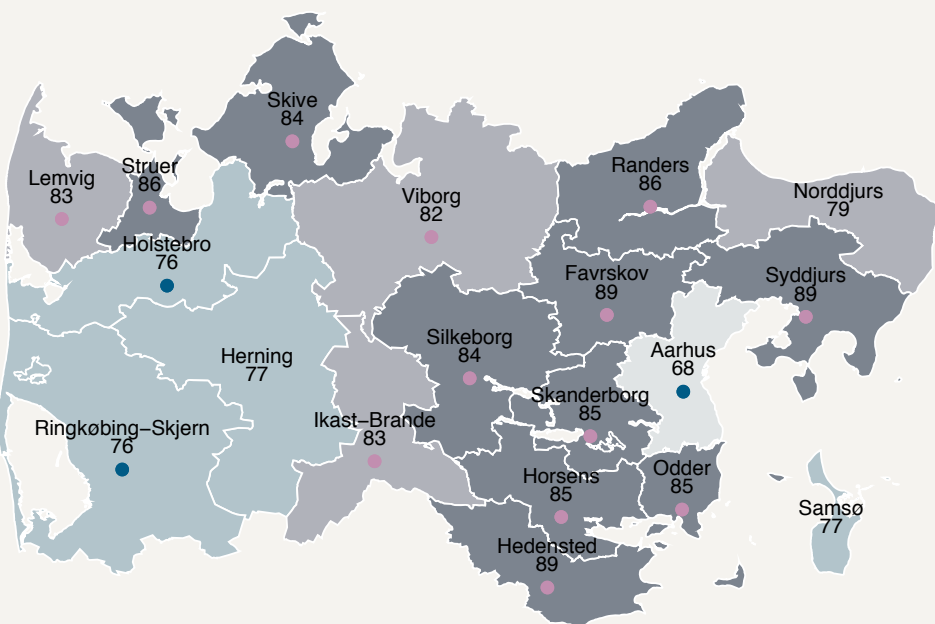 Skive
84
Struer
86
Lemvig
83
Randers
86
Norddjurs
79
Viborg
82
Holstebro
76
Favrskov
89
Syddjurs
89
Silkeborg
84
Herning
77
Aarhus
68
Skanderborg
85
Ikast–Brande
83
Ringkøbing–Skjern
76
Horsens
85
Odder
85
Samsø
77
Hedensted
89